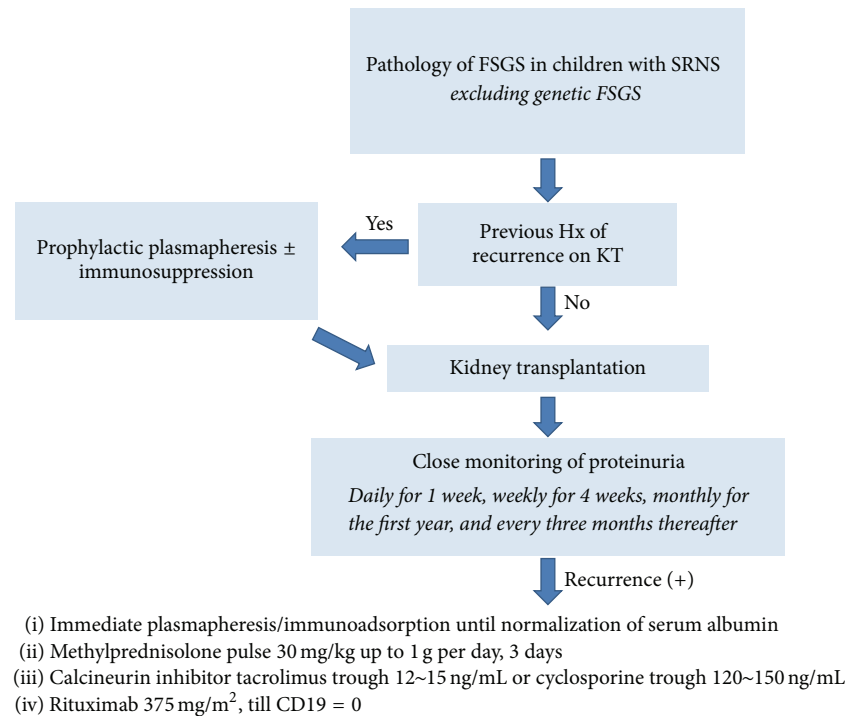 Pathology of FSGS in children with SRNS
excluding genetic FSGS
Previous Hx of
recurrence on KT
Yes
Prophylactic plasmapheresis ±
immunosuppression
No
Kidney transplantation
Close monitoring of proteinuria
Daily for 1 week, weekly for 4 weeks, monthly for
the first year, and every three months thereafter
Recurrence (+)
(i) Immediate plasmapheresis/immunoadsorption until normalization of serum albumin
(ii) Methylprednisolone pulse 30 mg/kg up to 1 g per day, 3 days
(iii) Calcineurin inhibitor tacrolimus trough 12~15 ng/mL or cyclosporine trough 120~150 ng/mL
(iv) Rituximab 375 mg/m², till CD19 = 0